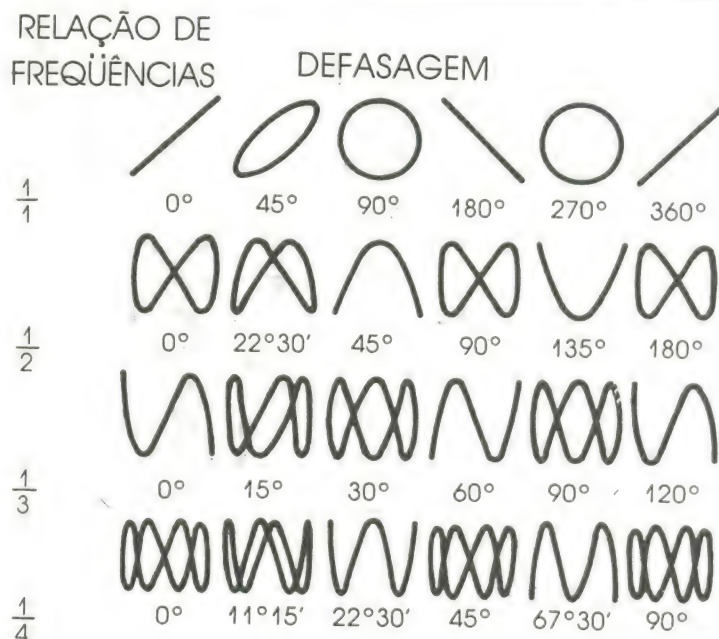 RELAÇÃO DE
FREQÜÊNCIAS
DEFASAGEM
1/1
0° 45° 90° 180° 270° 360°
1/2
0° 22°30' 45° 90° 135° 180°
1/3
0° 15° 30° 60° 90° 120°
1/4
0° 11°15' 22°30' 45° 67°30' 90°